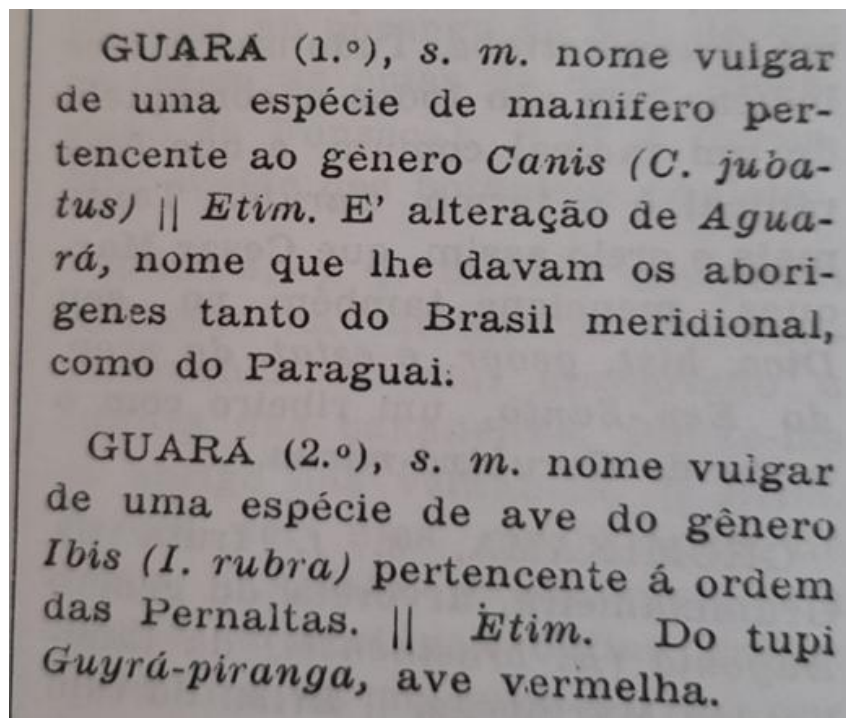 GUARÁ (1.º), s. m. nome vulgar
de uma espécie de mamifero per-
tencente ao gênero Canis (C. juba-
tus) || Etim. E' alteração de Agua-
rá, nome que lhe davam os abori-
genes tanto do Brasil meridional,
como do Paraguai.
GUARÁ (2.º), s. m. nome vulgar
de uma espécie de ave do gênero
Ibis (I. rubra) pertencente á ordem
das Pernaltas. || Etim. Do tupi
Guyrá-piranga, ave vermelha.